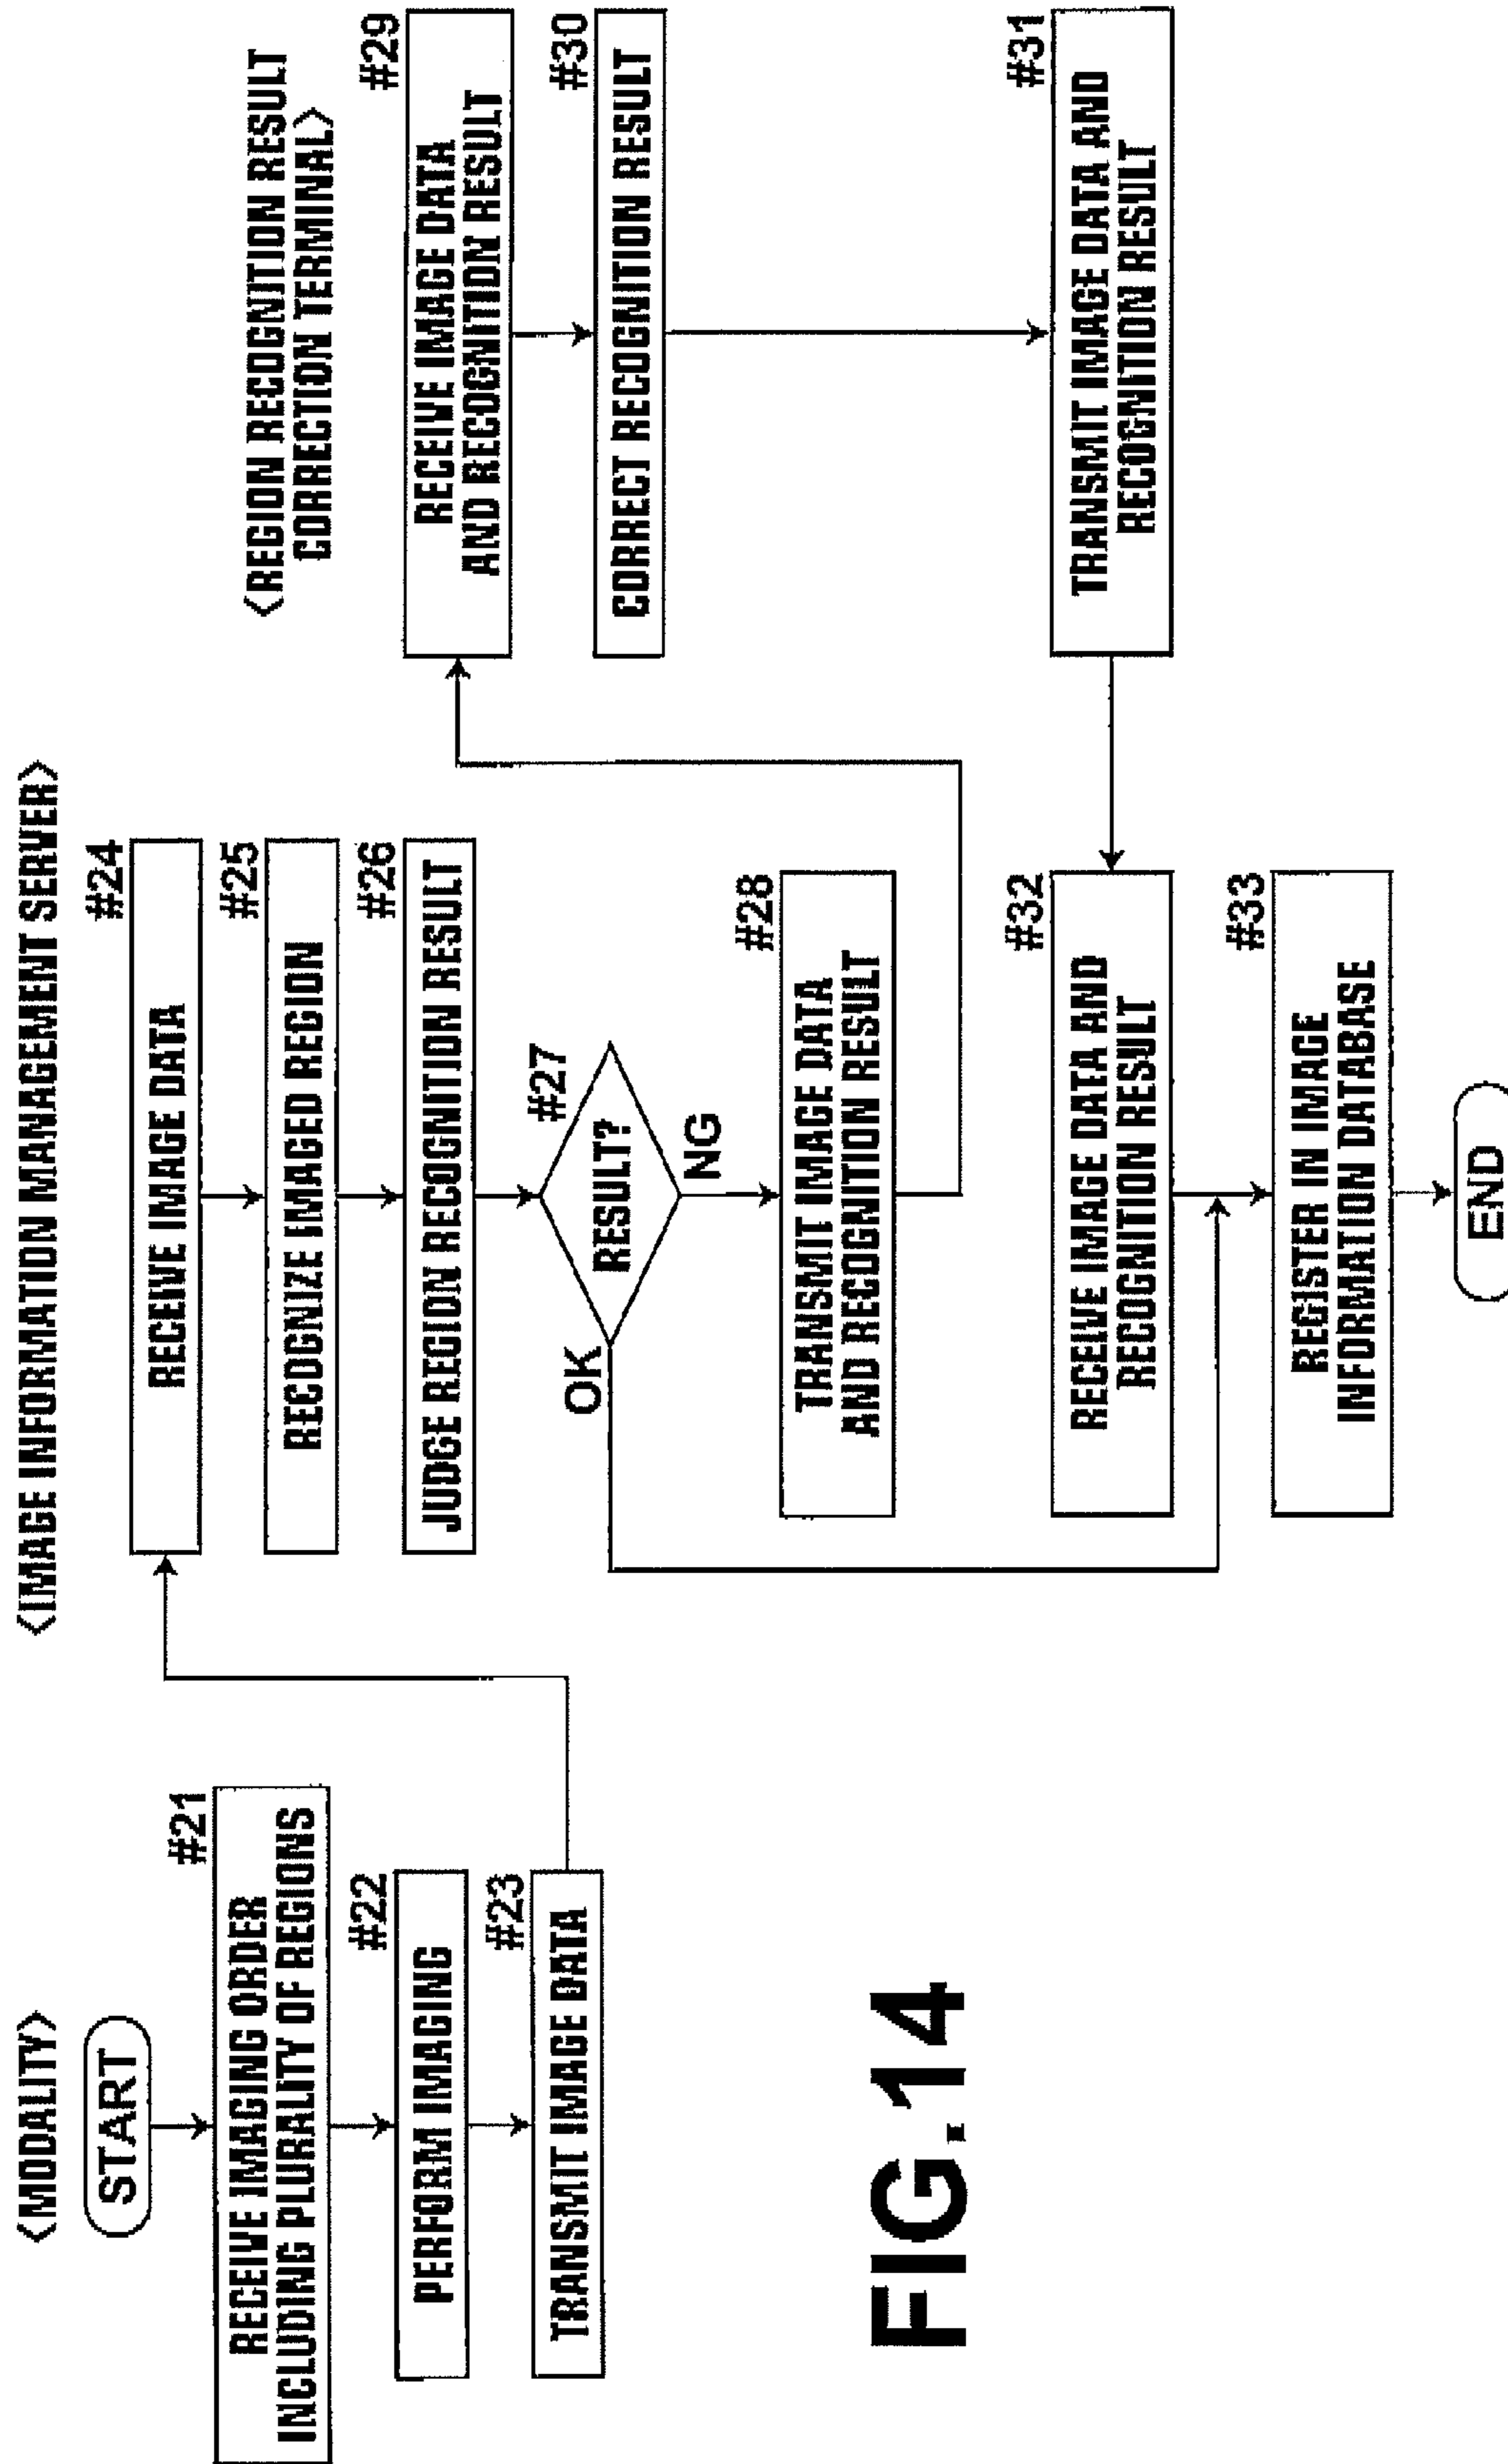 <MODALITY>
START
#21
RECEIVE IMAGING ORDER
INCLUDING PLURALITY OF REGIONS
#22
PERFORM IMAGING
#23
TRANSMIT IMAGE DATA
<IMAGE INFORMATION MANAGEMENT SERVER>
#24
RECEIVE IMAGE DATA
#25
RECOGNIZE IMAGED REGION
#26
JUDGE REGION RECOGNITION RESULT
#27
RESULT?
OK
NG
#28
TRANSMIT IMAGE DATA
AND RECOGNITION RESULT
<REGION RECOGNITION RESULT
CORRECTION TERMINAL>
#29
RECEIVE IMAGE DATA
AND RECOGNITION RESULT
#30
CORRECT RECOGNITION RESULT
#31
TRANSMIT IMAGE DATA AND
RECOGNITION RESULT
#32
RECEIVE IMAGE DATA AND
RECOGNITION RESULT
#33
REGISTER IN IMAGE
INFORMATION DATABASE
END
FIG.14